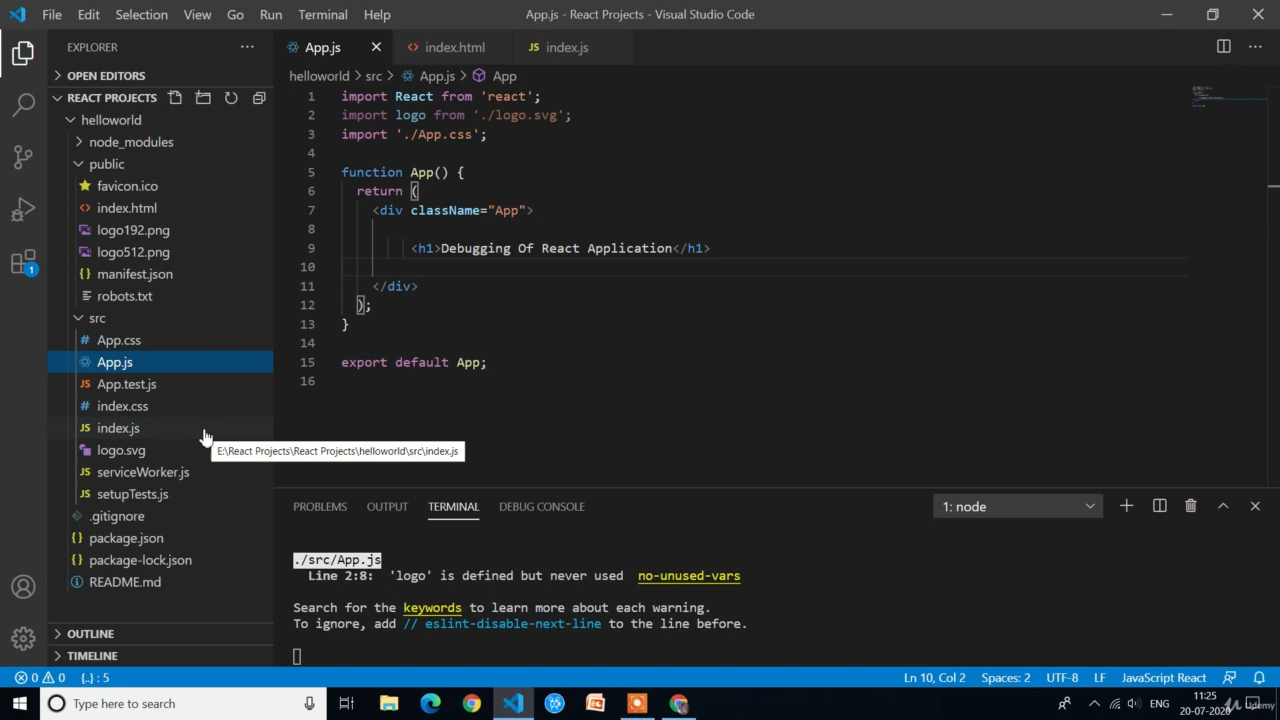 File Edit Selection View Go Run Terminal Help
App.js - React Projects - Visual Studio Code
EXPLORER
OPEN EDITORS
REACT PROJECTS
helloworld
node_modules
public
favicon.ico
index.html
logo192.png
logo512.png
{} manifest.json
robots.txt
src
# App.css
App.js
JS App.test.js
# index.css
JS index.js
logo.svg
JS serviceWorker.js
JS setupTests.js
.gitignore
{} package.json
{} package-lock.json
README.md
OUTLINE
TIMELINE
1
App.js
<> index.html
JS index.js
helloworld > src > App.js > App
1 import React from 'react';
2 import logo from './logo.svg';
3 import './App.css';
4
5 function App() {
6 return (
7 <div className="App">
8
9 <h1>Debugging Of React Application</h1>
10
11 </div>
12 );
13 }
14
15 export default App;
16
E:\React Projects\React Projects\helloworld\src\index.js
PROBLEMS OUTPUT TERMINAL DEBUG CONSOLE
1: node
./src/App.js
Line 2:8: 'logo' is defined but never used no-unused-vars
Search for the keywords to learn more about each warning.
To ignore, add // eslint-disable-next-line to the line before.
0 0 {..} : 5
Ln 10, Col 2 Spaces: 2 UTF-8 LF JavaScript React
Type here to search
ENG
11:25
20-07-2020
Udemy